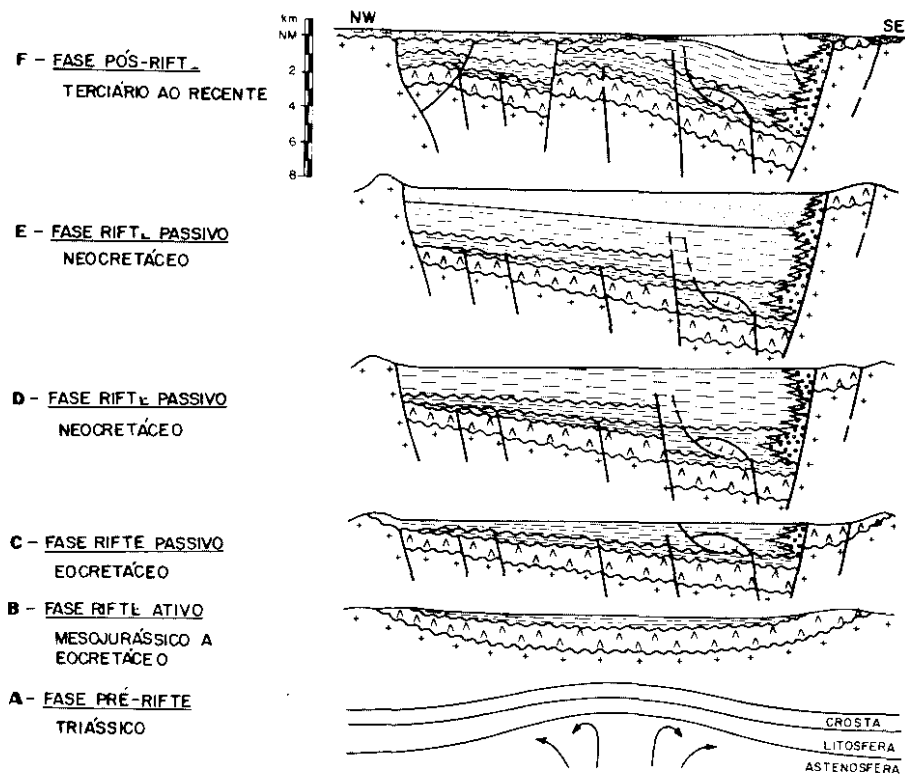 km
NM
2
4
6
8
NW
SE
F - FASE PÓS-RIFT
TERCIÁRIO AO RECENTE
E - FASE RIFTE PASSIVO
NEOCRETÁCEO
D - FASE RIFTE PASSIVO
NEOCRETÁCEO
C - FASE RIFTE PASSIVO
EOCRETÁCEO
B - FASE RIFTE ATIVO
MESOJURÁSSICO A
EOCRETÁCEO
A - FASE PRÉ-RIFTE
TRIÁSSICO
CROSTA
LITOSFERA
ASTENOSFERA